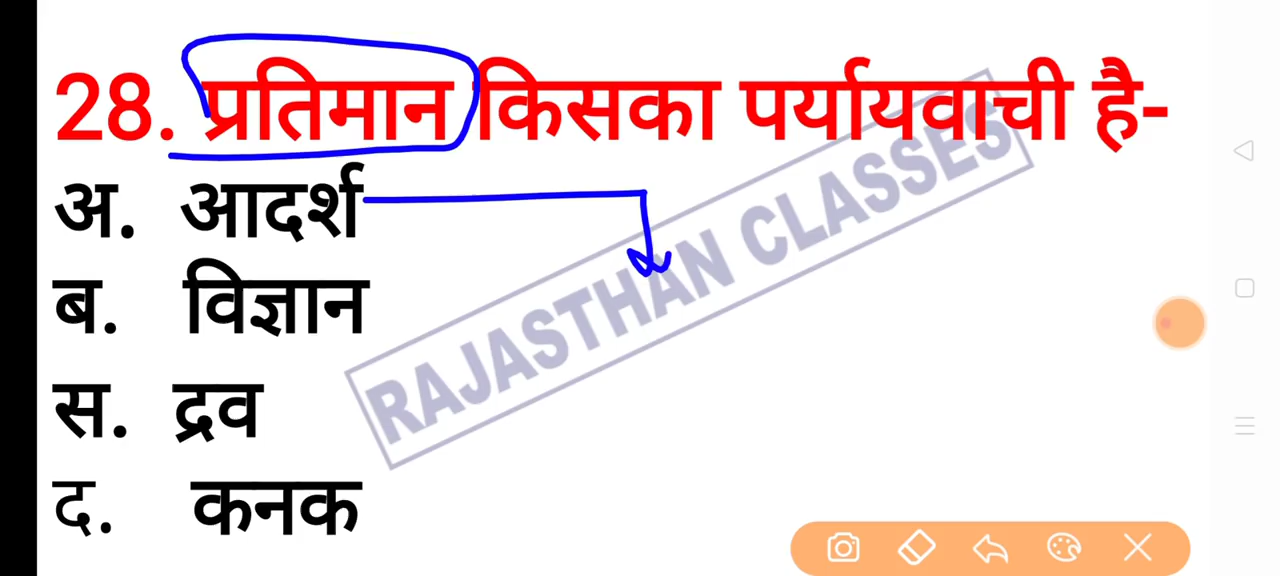 28. प्रतिमान किसका पर्यायवाची है-
अ. आदर्श
ब. विज्ञान
स. द्रव
द. कनक
RAJASTHAN CLASSES